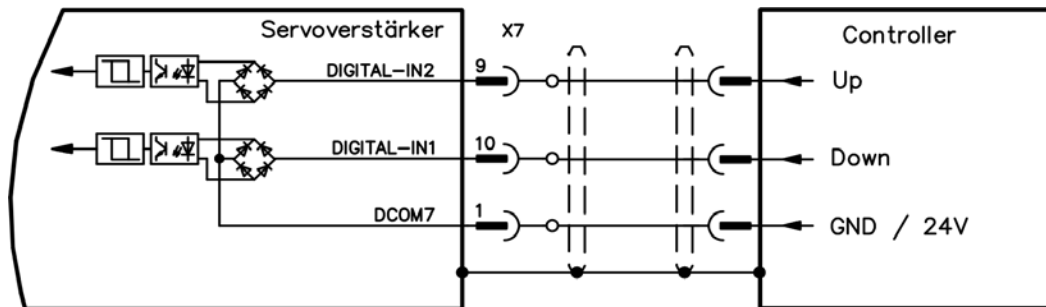 Servoverstärker X7 Controller
DIGITAL-IN2 9 Up
DIGITAL-IN1 10 Down
DCOM7 1 GND / 24V